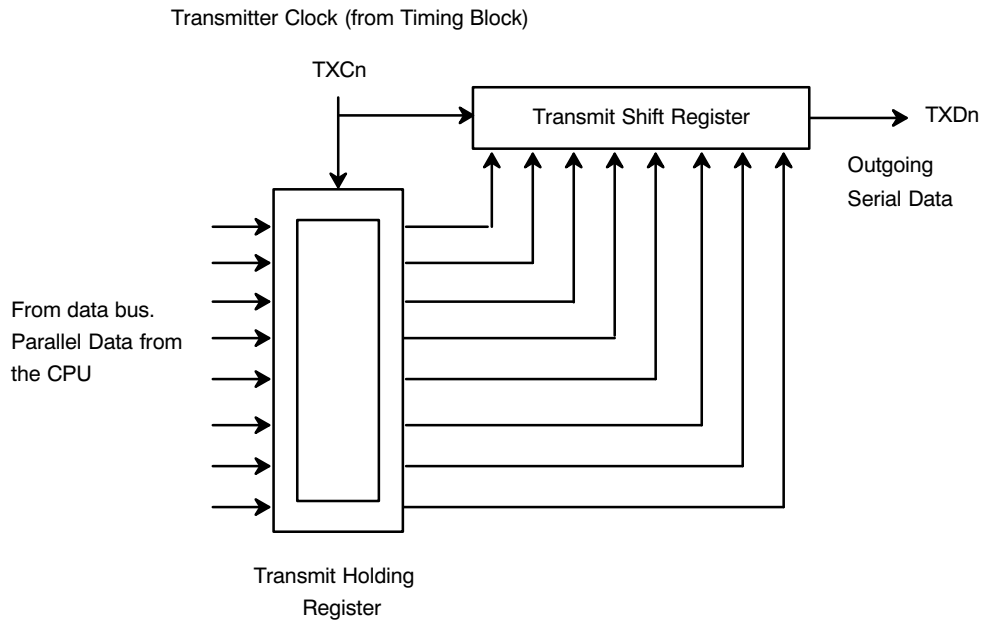 Transmitter Clock (from Timing Block)
TXCn
Transmit Shift Register
TXDn
Outgoing
Serial Data
From data bus.
Parallel Data from
the CPU
Transmit Holding
Register